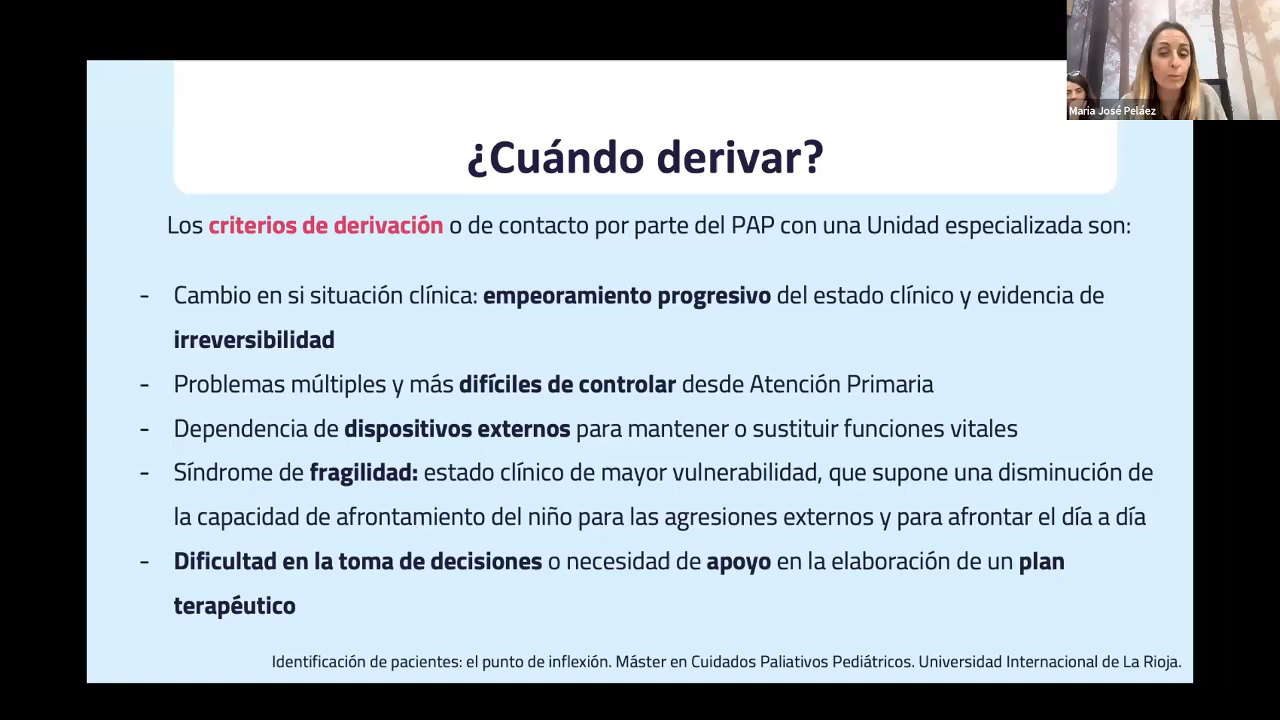 María José Peláez
¿Cuándo derivar?
Los criterios de derivación o de contacto por parte del PAP con una Unidad especializada son:
- Cambio en si situación clínica: empeoramiento progresivo del estado clínico y evidencia de
irreversibilidad
- Problemas múltiples y más difíciles de controlar desde Atención Primaria
- Dependencia de dispositivos externos para mantener o sustituir funciones vitales
- Síndrome de fragilidad: estado clínico de mayor vulnerabilidad, que supone una disminución de
la capacidad de afrontamiento del niño para las agresiones externos y para afrontar el día a día
- Dificultad en la toma de decisiones o necesidad de apoyo en la elaboración de un plan
terapéutico
Identificación de pacientes: el punto de inflexión. Máster en Cuidados Paliativos Pediátricos. Universidad Internacional de La Rioja.